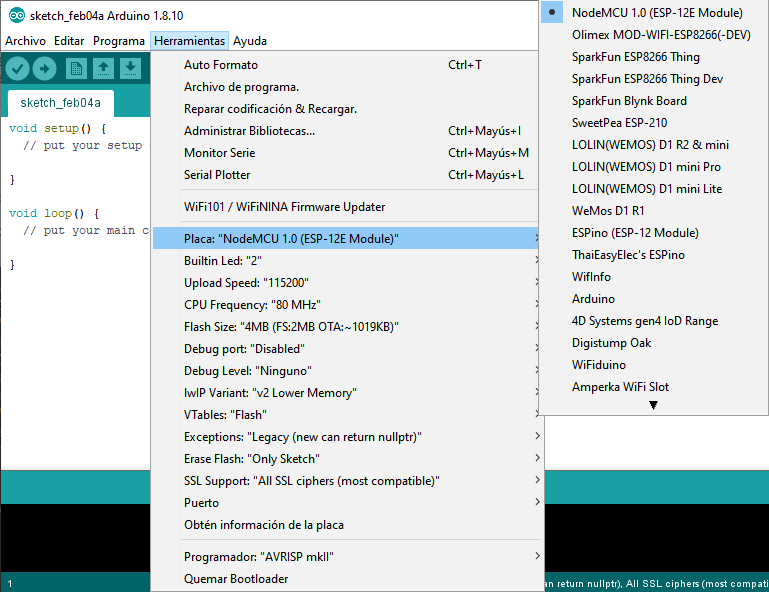 sketch_feb04a Arduino 1.8.10
Archivo Editar Programa Herramientas Ayuda
sketch_feb04a
void setup() {
// put your setup
}
void loop() {
// put your main c
}
Auto Formato Ctrl+T
Archivo de programa.
Reparar codificación & Recargar.
Administrar Bibliotecas... Ctrl+Mayús+I
Monitor Serie Ctrl+Mayús+M
Serial Plotter Ctrl+Mayús+L
WiFi101 / WiFiNINA Firmware Updater
Placa: "NodeMCU 1.0 (ESP-12E Module)"
Builtin Led: "2"
Upload Speed: "115200"
CPU Frequency: "80 MHz"
Flash Size: "4MB (FS:2MB OTA:~1019KB)"
Debug port: "Disabled"
Debug Level: "Ninguno"
lwIP Variant: "v2 Lower Memory"
VTables: "Flash"
Exceptions: "Legacy (new can return nullptr)"
Erase Flash: "Only Sketch"
SSL Support: "All SSL ciphers (most compatible)"
Puerto
Obtén información de la placa
Programador: "AVRISP mkII"
Quemar Bootloader
NodeMCU 1.0 (ESP-12E Module)
Olimex MOD-WIFI-ESP8266(-DEV)
SparkFun ESP8266 Thing
SparkFun ESP8266 Thing Dev
SparkFun Blynk Board
SweetPea ESP-210
LOLIN(WEMOS) D1 R2 & mini
LOLIN(WEMOS) D1 mini Pro
LOLIN(WEMOS) D1 mini Lite
WeMos D1 R1
ESPino (ESP-12 Module)
ThaiEasyElec's ESPino
WifInfo
Arduino
4D Systems gen4 IoD Range
Digistump Oak
WiFiduino
Amperka WiFi Slot
1
an return nullptr), All SSL ciphers (most compati